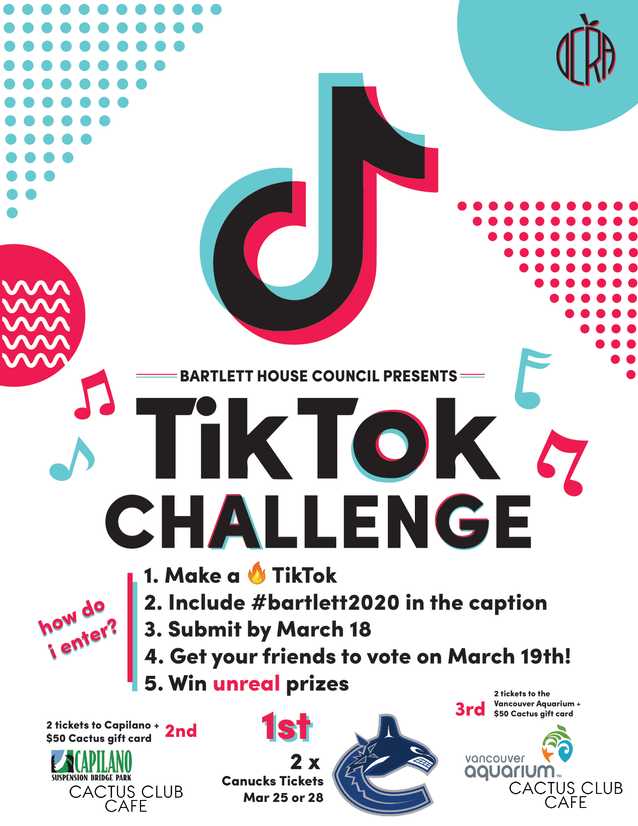 OCRA
BARTLETT HOUSE COUNCIL PRESENTS
TikTok
CHALLENGE
how do
i enter?
1. Make a 🔥 TikTok
2. Include #bartlett2020 in the caption
3. Submit by March 18
4. Get your friends to vote on March 19th!
5. Win unreal prizes
2 tickets to Capilano +
$50 Cactus gift card
2nd
CAPILANO
SUSPENSION BRIDGE PARK
CACTUS CLUB
CAFE
1st
2 x
Canucks Tickets
Mar 25 or 28
3rd
2 tickets to the
Vancouver Aquarium +
$50 Cactus gift card
vancouver
aquarium™
CACTUS CLUB
CAFE